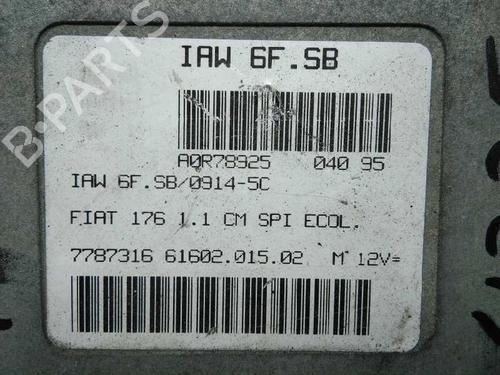 IAW 6F.SB
A0R78925 040 95
IAW 6F.SB/0914-5C
FIAT 176 1.1 CM SPI ECOL.
7787316 61602.015.02 M 12V=
B-PARTS